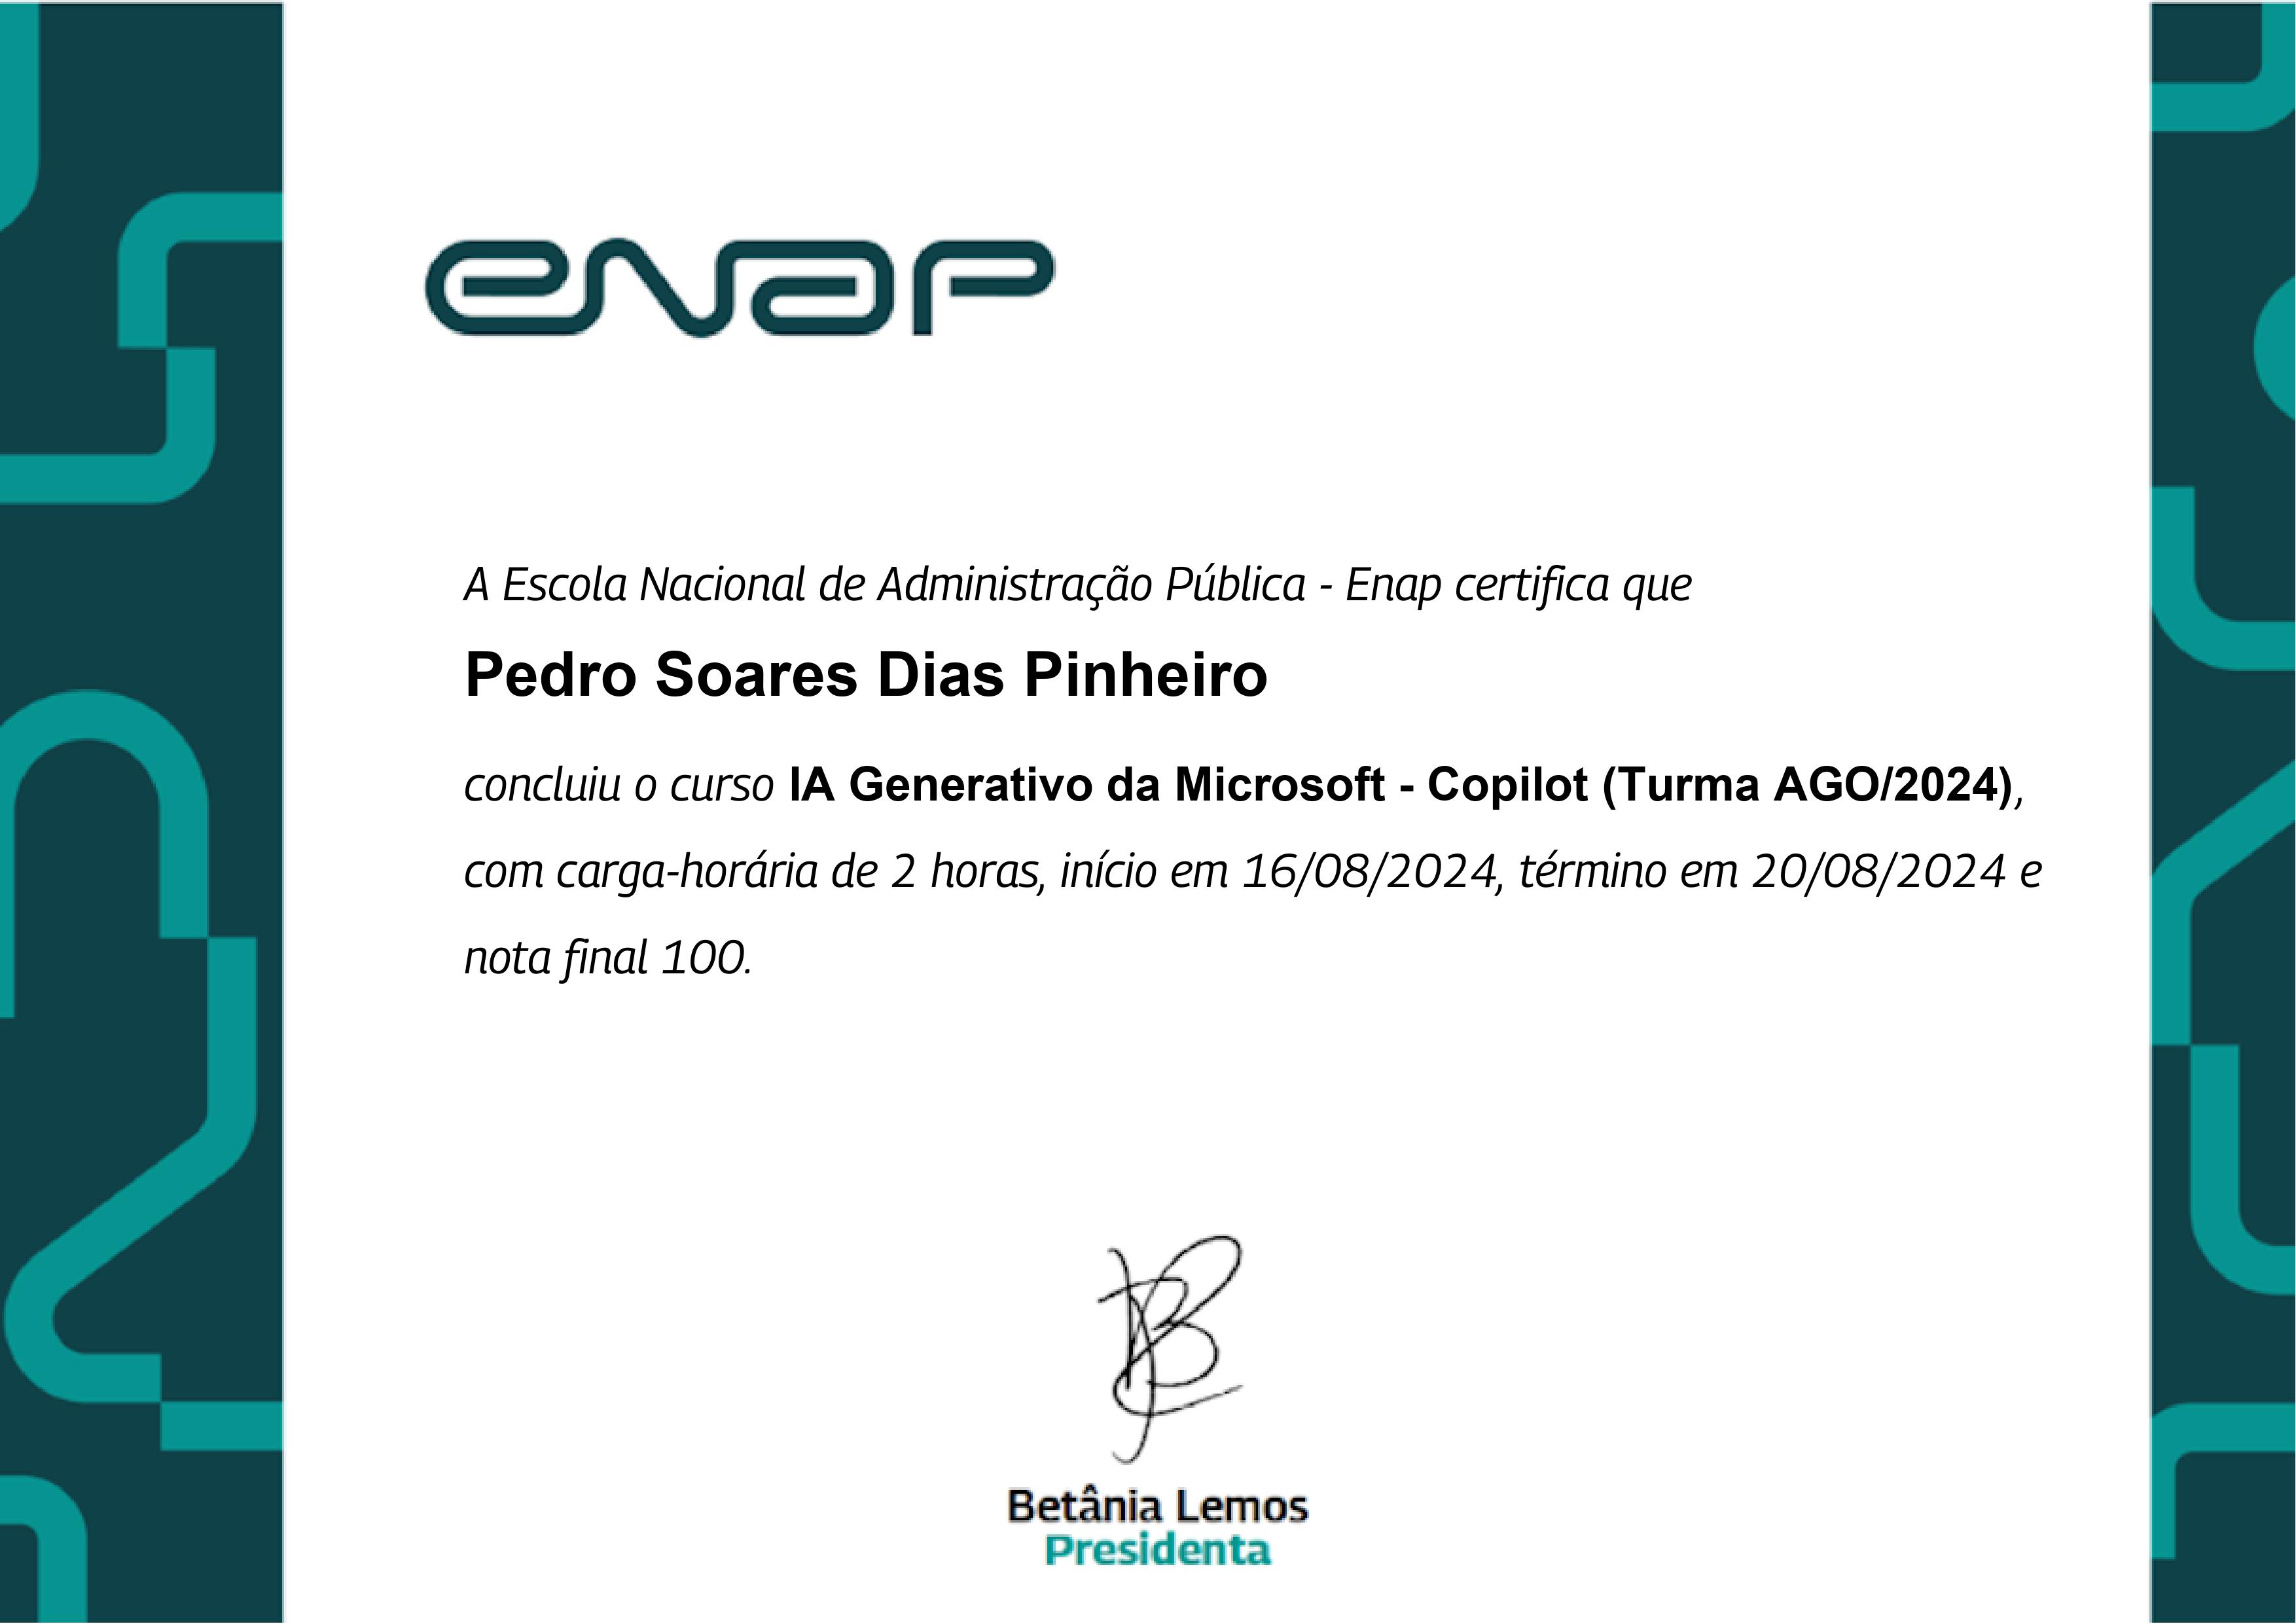 enap
A Escola Nacional de Administração Pública - Enap certifica que
Pedro Soares Dias Pinheiro
concluiu o curso IA Generativo da Microsoft - Copilot (Turma AGO/2024),
com carga-horária de 2 horas, início em 16/08/2024, término em 20/08/2024 e
nota final 100.
Betânia Lemos
Presidenta